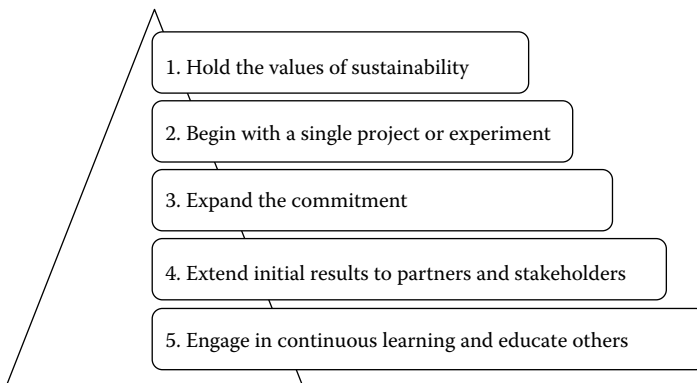 1. Hold the values of sustainability
2. Begin with a single project or experiment
3. Expand the commitment
4. Extend initial results to partners and stakeholders
5. Engage in continuous learning and educate others